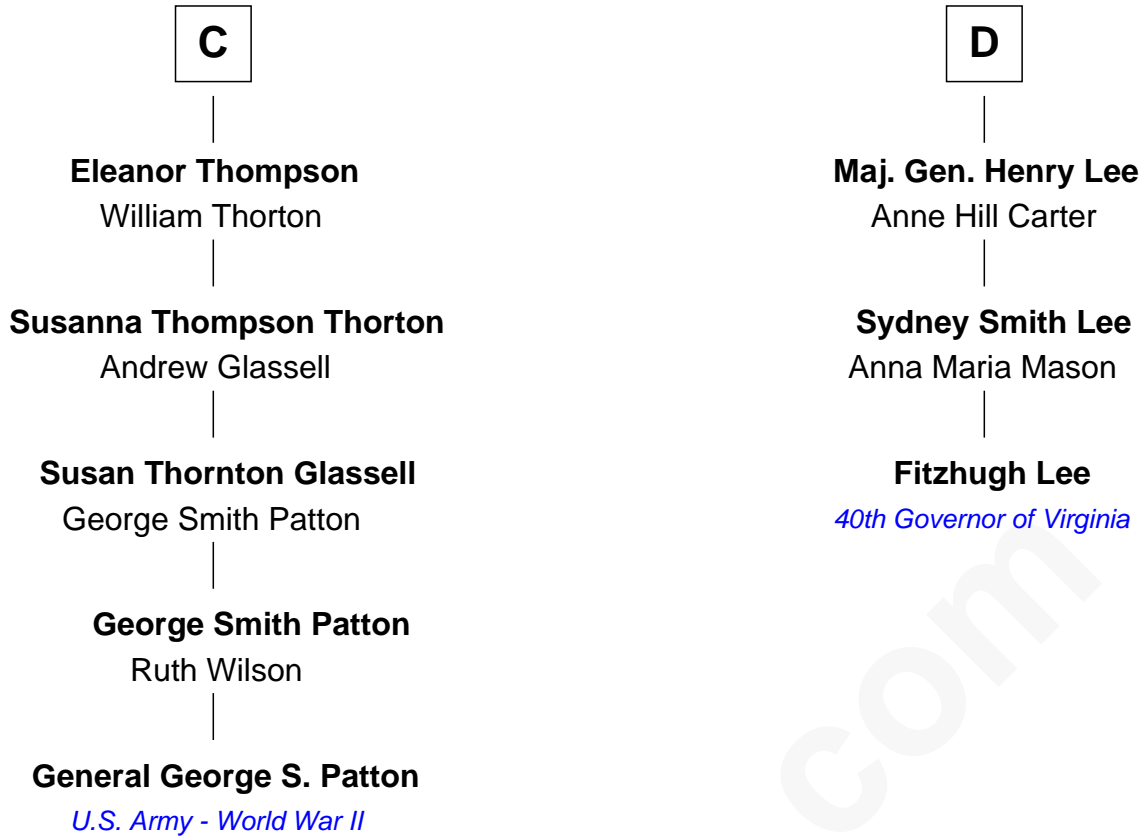 C
Eleanor Thompson
William Thorton
Susanna Thompson Thorton
Andrew Glassell
Susan Thornton Glassell
George Smith Patton
George Smith Patton
Ruth Wilson
General George S. Patton
U.S. Army - World War II
D
Maj. Gen. Henry Lee
Anne Hill Carter
Sydney Smith Lee
Anna Maria Mason
Fitzhugh Lee
40th Governor of Virginia
com